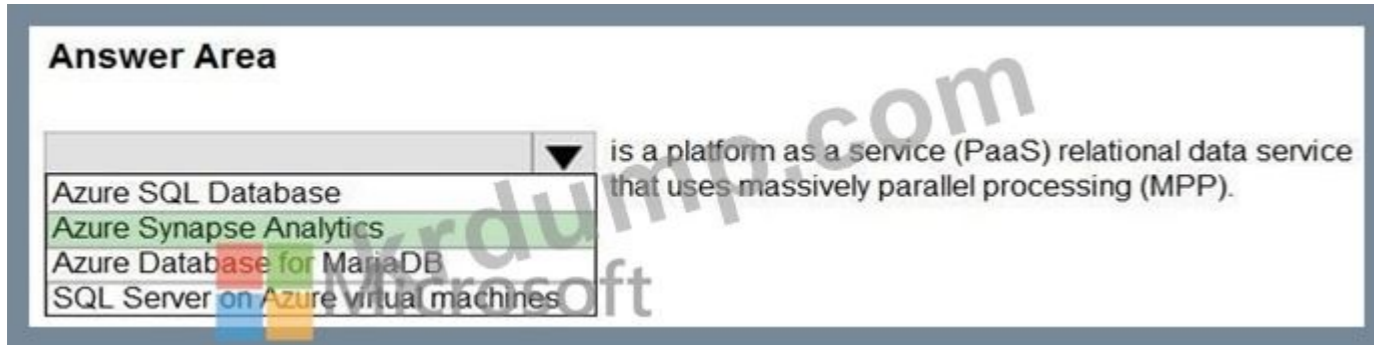 Answer Area
is a platform as a service (PaaS) relational data service
that uses massively parallel processing (MPP).
Azure SQL Database
Azure Synapse Analytics
Azure Database for MariaDB
SQL Server on Azure virtual machines
krdump.com
Microsoft